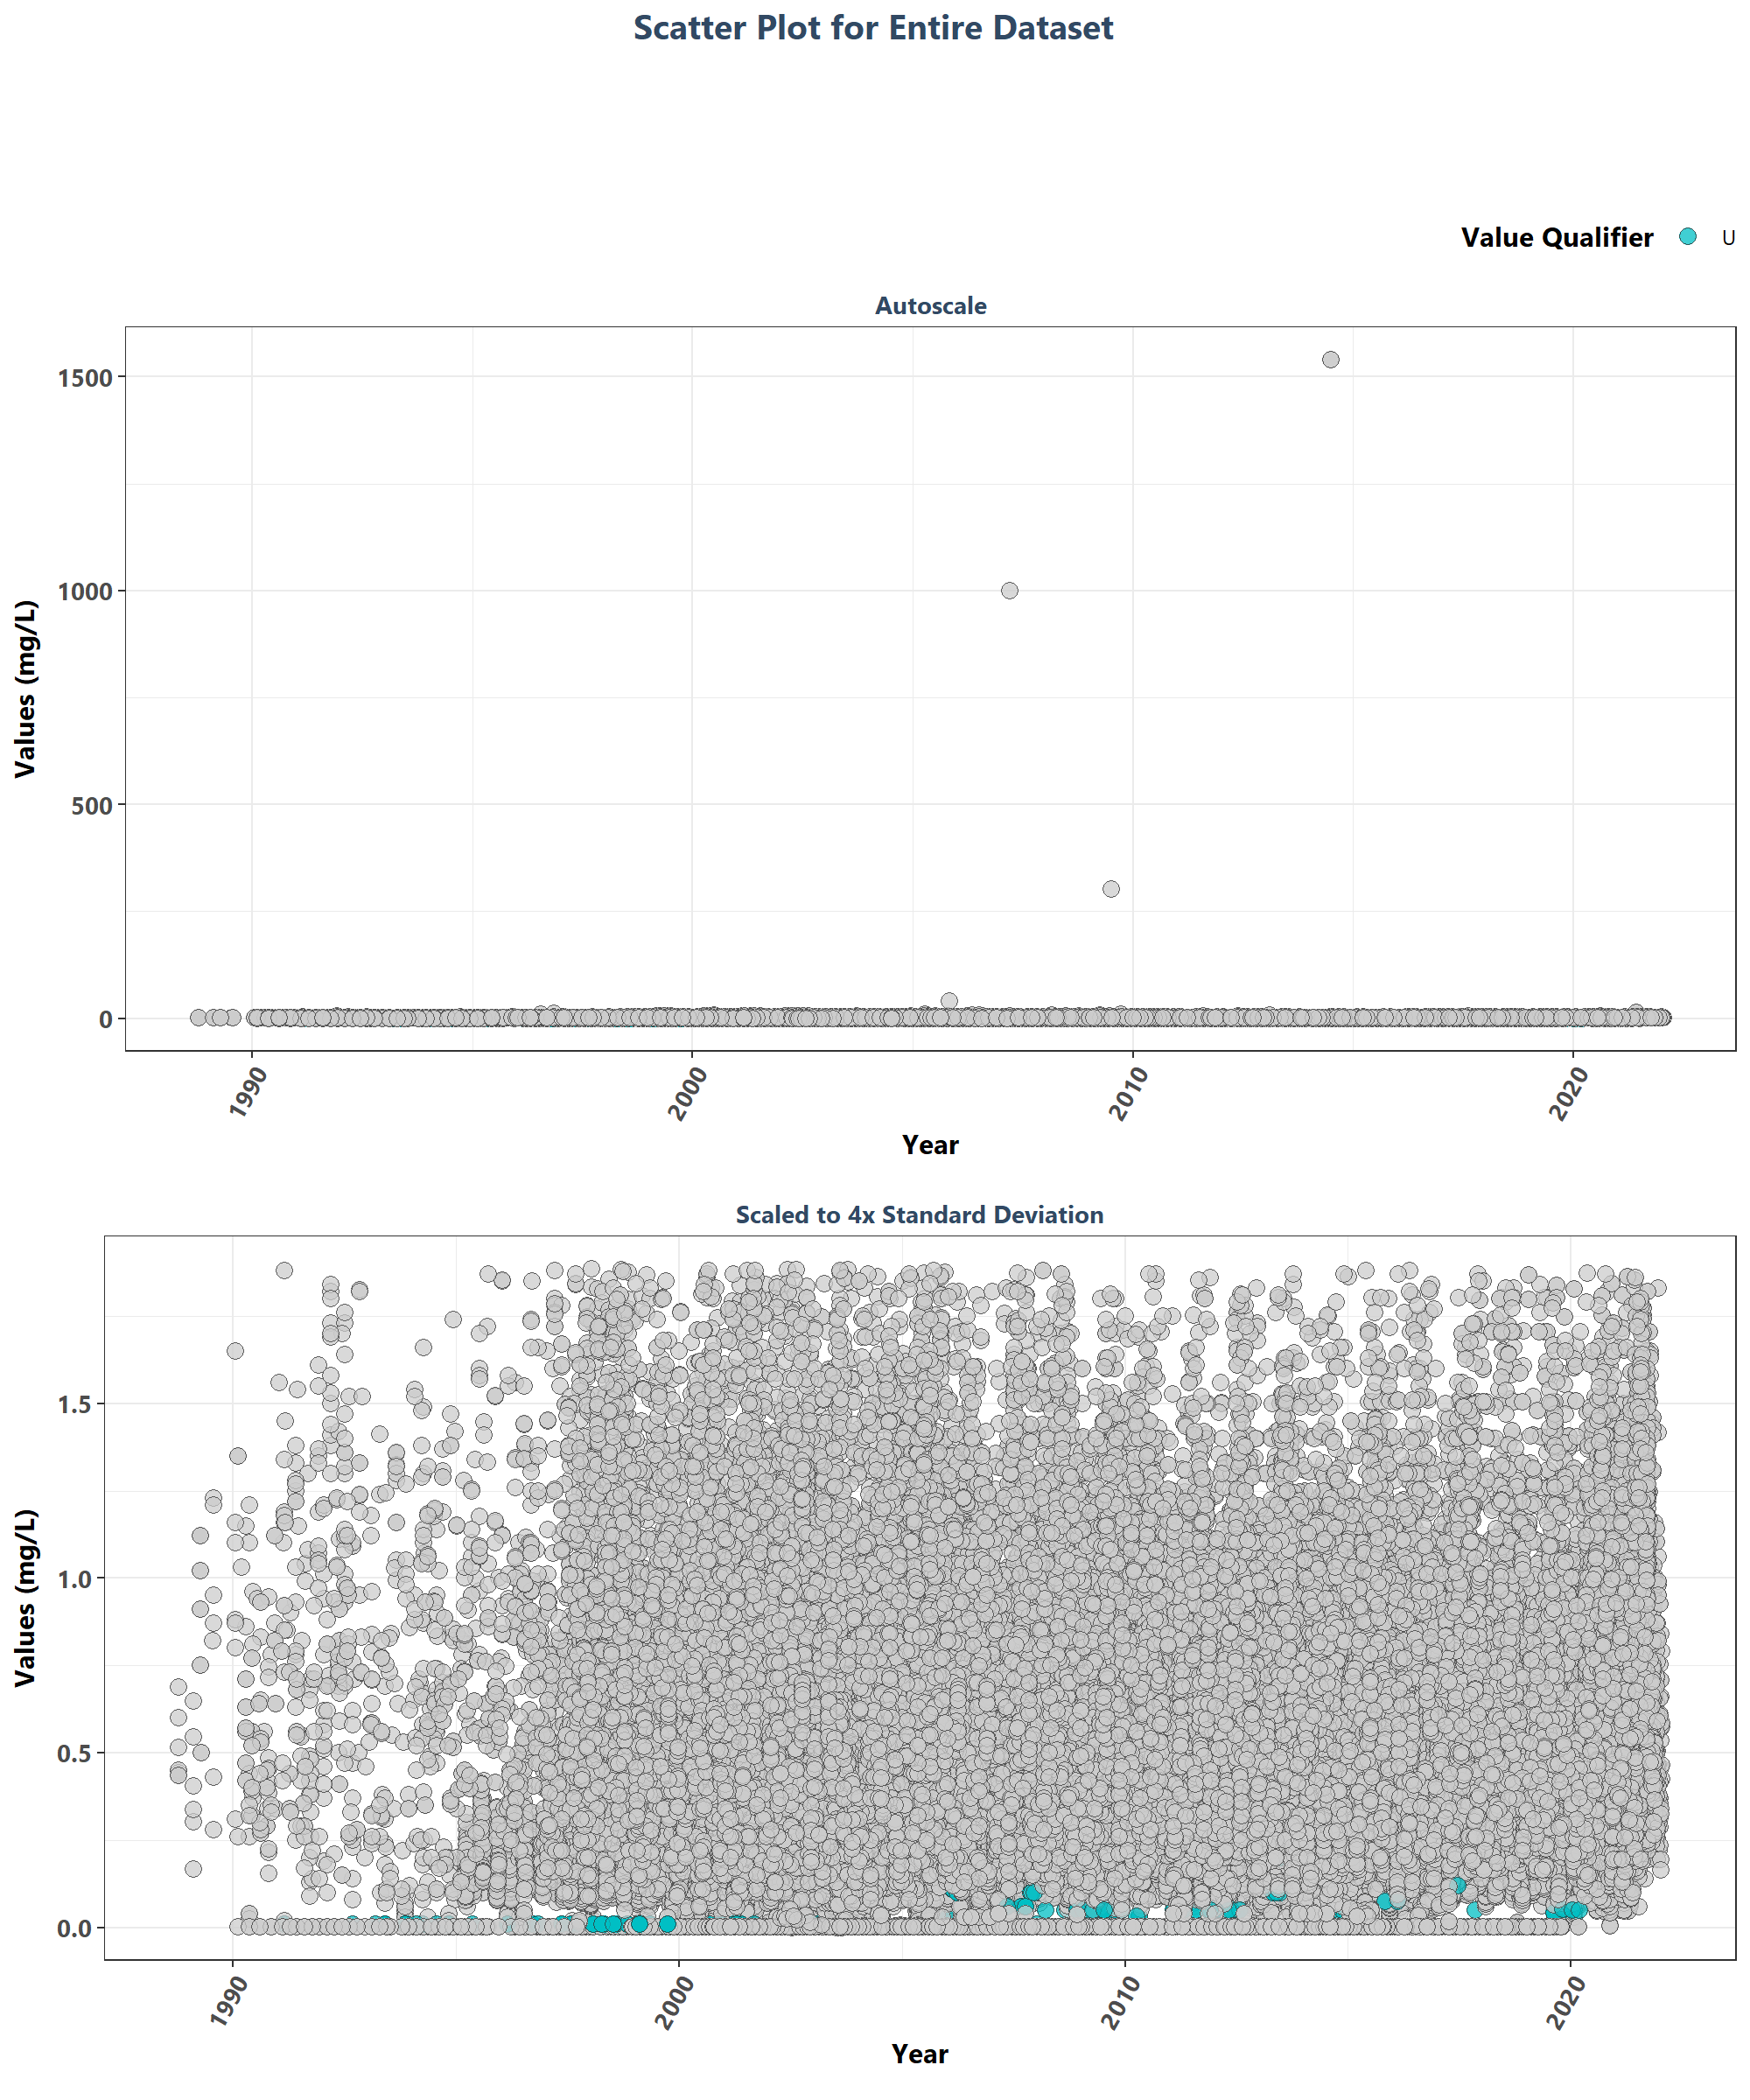 Scatter Plot for Entire Dataset
Value Qualifier U
Autoscale
Values (mg/L)
1500
1000
500
0
1990 2000 2010 2020
Year
Scaled to 4x Standard Deviation
Values (mg/L)
1.5
1.0
0.5
0.0
1990 2000 2010 2020
Year